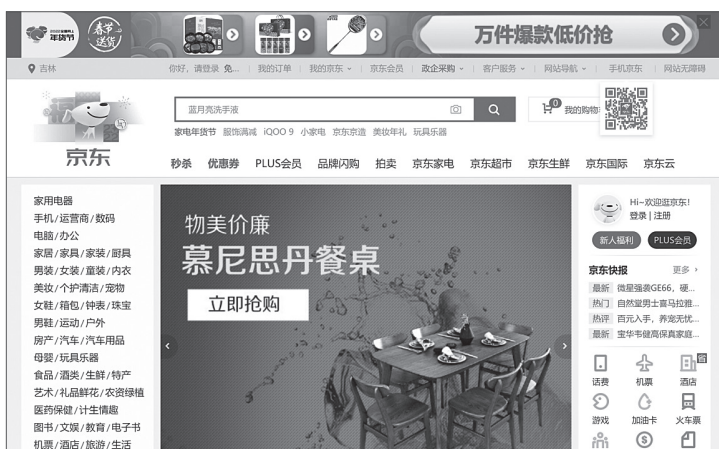 年货节
春节
送货
万件爆款低价抢
吉林
你好，请登录 免... 我的订单 我的京东 京东会员 政企采购 客户服务 网站导航 手机京东 网站无障碍
京东
蓝月亮洗手液
0 我的购物
家电年货节 服饰满减 iQOO 9 小家电 京东京造 美妆年礼 玩具乐器
秒杀 优惠券 PLUS会员 品牌闪购 拍卖 京东家电 京东超市 京东生鲜 京东国际 京东云
家用电器
手机/运营商/数码
电脑/办公
家居/家具/家装/厨具
男装/女装/童装/内衣
美妆/个护清洁/宠物
女鞋/箱包/钟表/珠宝
男鞋/运动/户外
房产/汽车/汽车用品
母婴/玩具乐器
食品/酒类/生鲜/特产
艺术/礼品鲜花/农资绿植
医药保健/计生情趣
图书/文娱/教育/电子书
机票/酒店/旅游/生活
物美价廉
慕尼思丹餐桌
立即抢购
Hi~欢迎逛京东!
登录 | 注册
新人福利 PLUS会员
京东快报 更多
最新 微星强袭GE66，硬...
热门 自然堂男士喜马拉雅...
热评 百元入手，养宠无忧...
最新 宝华韦健高保真家庭...
话费 机票 酒店
游戏 加油卡 火车票